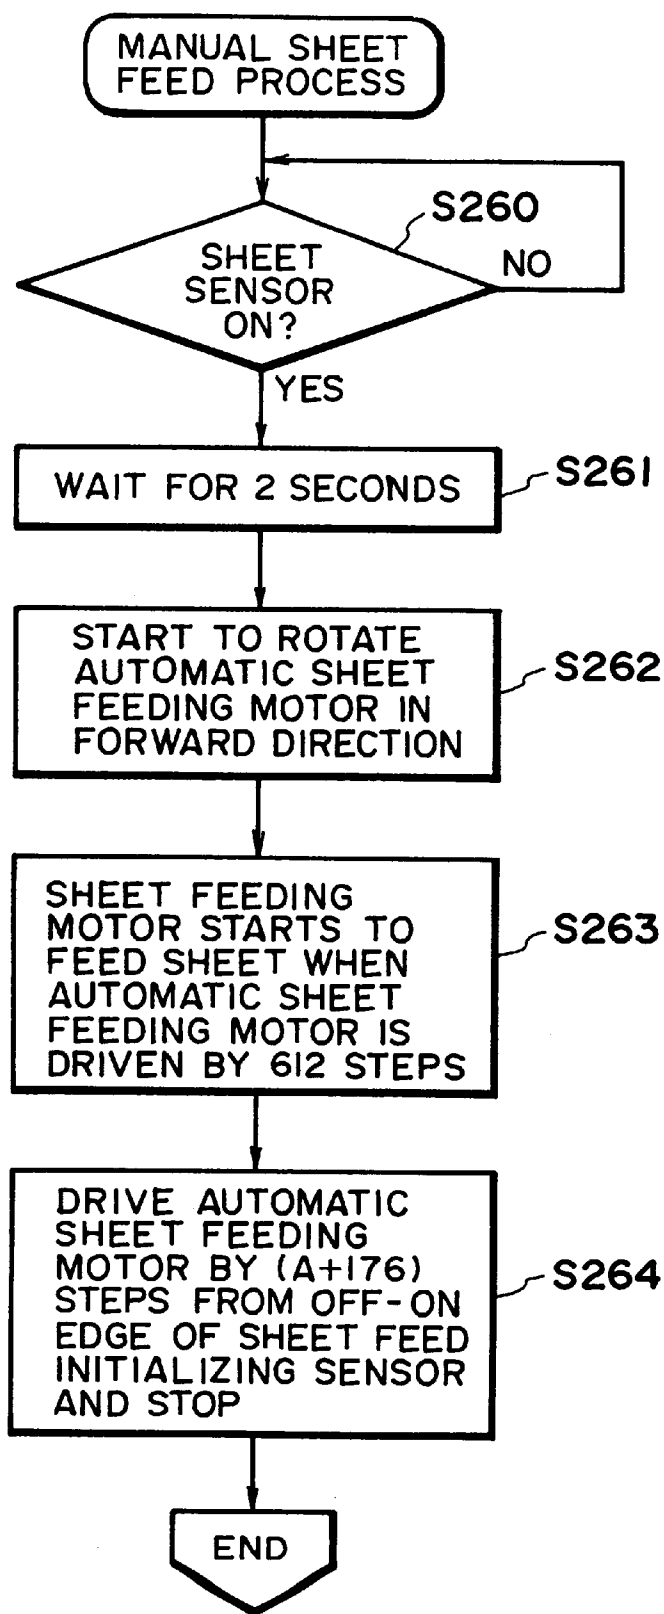 MANUAL SHEET
FEED PROCESS
S260
SHEET
SENSOR
ON?
NO
YES
WAIT FOR 2 SECONDS
S261
START TO ROTATE
AUTOMATIC SHEET
FEEDING MOTOR IN
FORWARD DIRECTION
S262
SHEET FEEDING
MOTOR STARTS TO
FEED SHEET WHEN
AUTOMATIC SHEET
FEEDING MOTOR IS
DRIVEN BY 612 STEPS
S263
DRIVE AUTOMATIC
SHEET FEEDING
MOTOR BY (A+176)
STEPS FROM OFF-ON
EDGE OF SHEET FEED
INITIALIZING SENSOR
AND STOP
S264
END